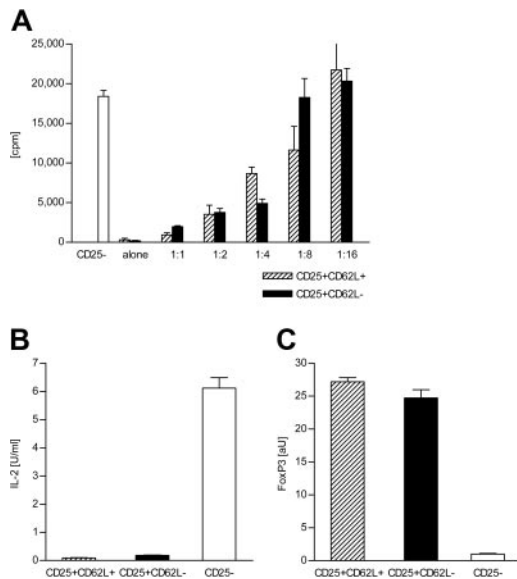 A
25,000
20,000
15,000
10,000
5,000
0
[cpm]
CD25- alone 1:1 1:2 1:4 1:8 1:16
CD25+CD62L+
CD25+CD62L-
B
7
6
5
4
3
2
1
0
IL-2 [U/ml]
CD25+CD62L+ CD25+CD62L- CD25-
C
30
25
20
15
10
5
0
FoxP3 [aU]
CD25+CD62L+ CD25+CD62L- CD25-